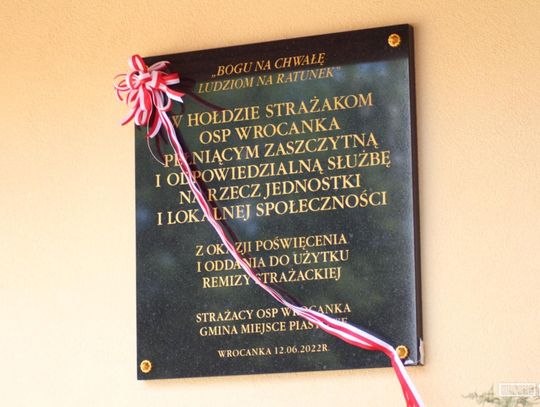 „BOGU NA CHWAŁĘ
LUDZIOM NA RATUNEK”
W HOŁDZIE STRAŻAKOM
OSP WROCANKA
PEŁNIĄCYM ZASZCZYTNĄ
I ODPOWIEDZIALNĄ SŁUŻBĘ
NA RZECZ JEDNOSTKI
I LOKALNEJ SPOŁECZNOŚCI
Z OKAZJI POŚWIĘCENIA
I ODDANIA DO UŻYTKU
REMIZY STRAŻACKIEJ
STRAŻACY OSP WROCANKA
GMINA MIEJSCE PIASTOWE
WROCANKA 12.06.2022R.